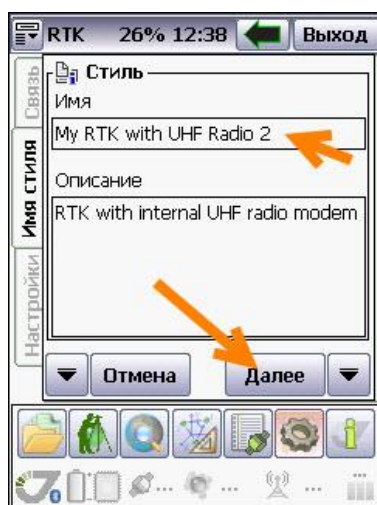 RTK 26% 12:38 Выход
Связь
Имя стиля
Настройки
Стиль
Имя
My RTK with UHF Radio 2
Описание
RTK with internal UHF radio modem
Отмена Далее
0 ... ... ...